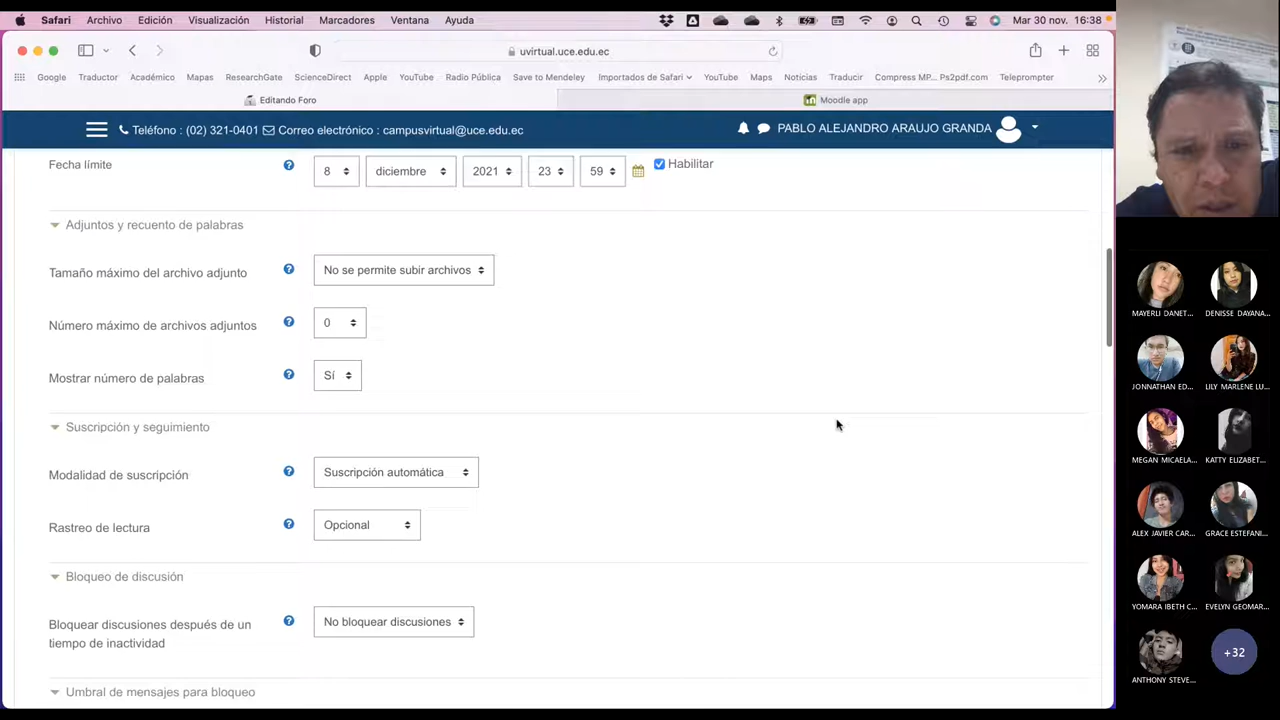 Safari Archivo Edición Visualización Historial Marcadores Ventana Ayuda Mar 30 nov. 16:38
uvirtual.uce.edu.ec
Google Traductor Académico Mapas ResearchGate ScienceDirect Apple YouTube Radio Pública Save to Mendeley Importados de Safari YouTube Maps Noticias Traducir Compress MP... Ps2pdf.com Teleprompter
Editando Foro Moodle app
Teléfono : (02) 321-0401 Correo electrónico : campusvirtual@uce.edu.ec PABLO ALEJANDRO ARAUJO GRANDA
Fecha límite 8 diciembre 2021 23 59 Habilitar
Adjuntos y recuento de palabras
Tamaño máximo del archivo adjunto No se permite subir archivos
Número máximo de archivos adjuntos 0
Mostrar número de palabras Sí
Suscripción y seguimiento
Modalidad de suscripción Suscripción automática
Rastreo de lectura Opcional
Bloqueo de discusión
Bloquear discusiones después de un No bloquear discusiones
tiempo de inactividad
Umbral de mensajes para bloqueo
MAYERLI DANET... DENISSE DAYANA...
JONNATHAN ED... LILY MARLENE LU...
MEGAN MICAELA... KATTY ELIZABET...
ALEX JAVIER CAR... GRACE ESTEFANI...
YOMARA IBETH C... EVELYN GEOMAR...
+32
ANTHONY STEVE...